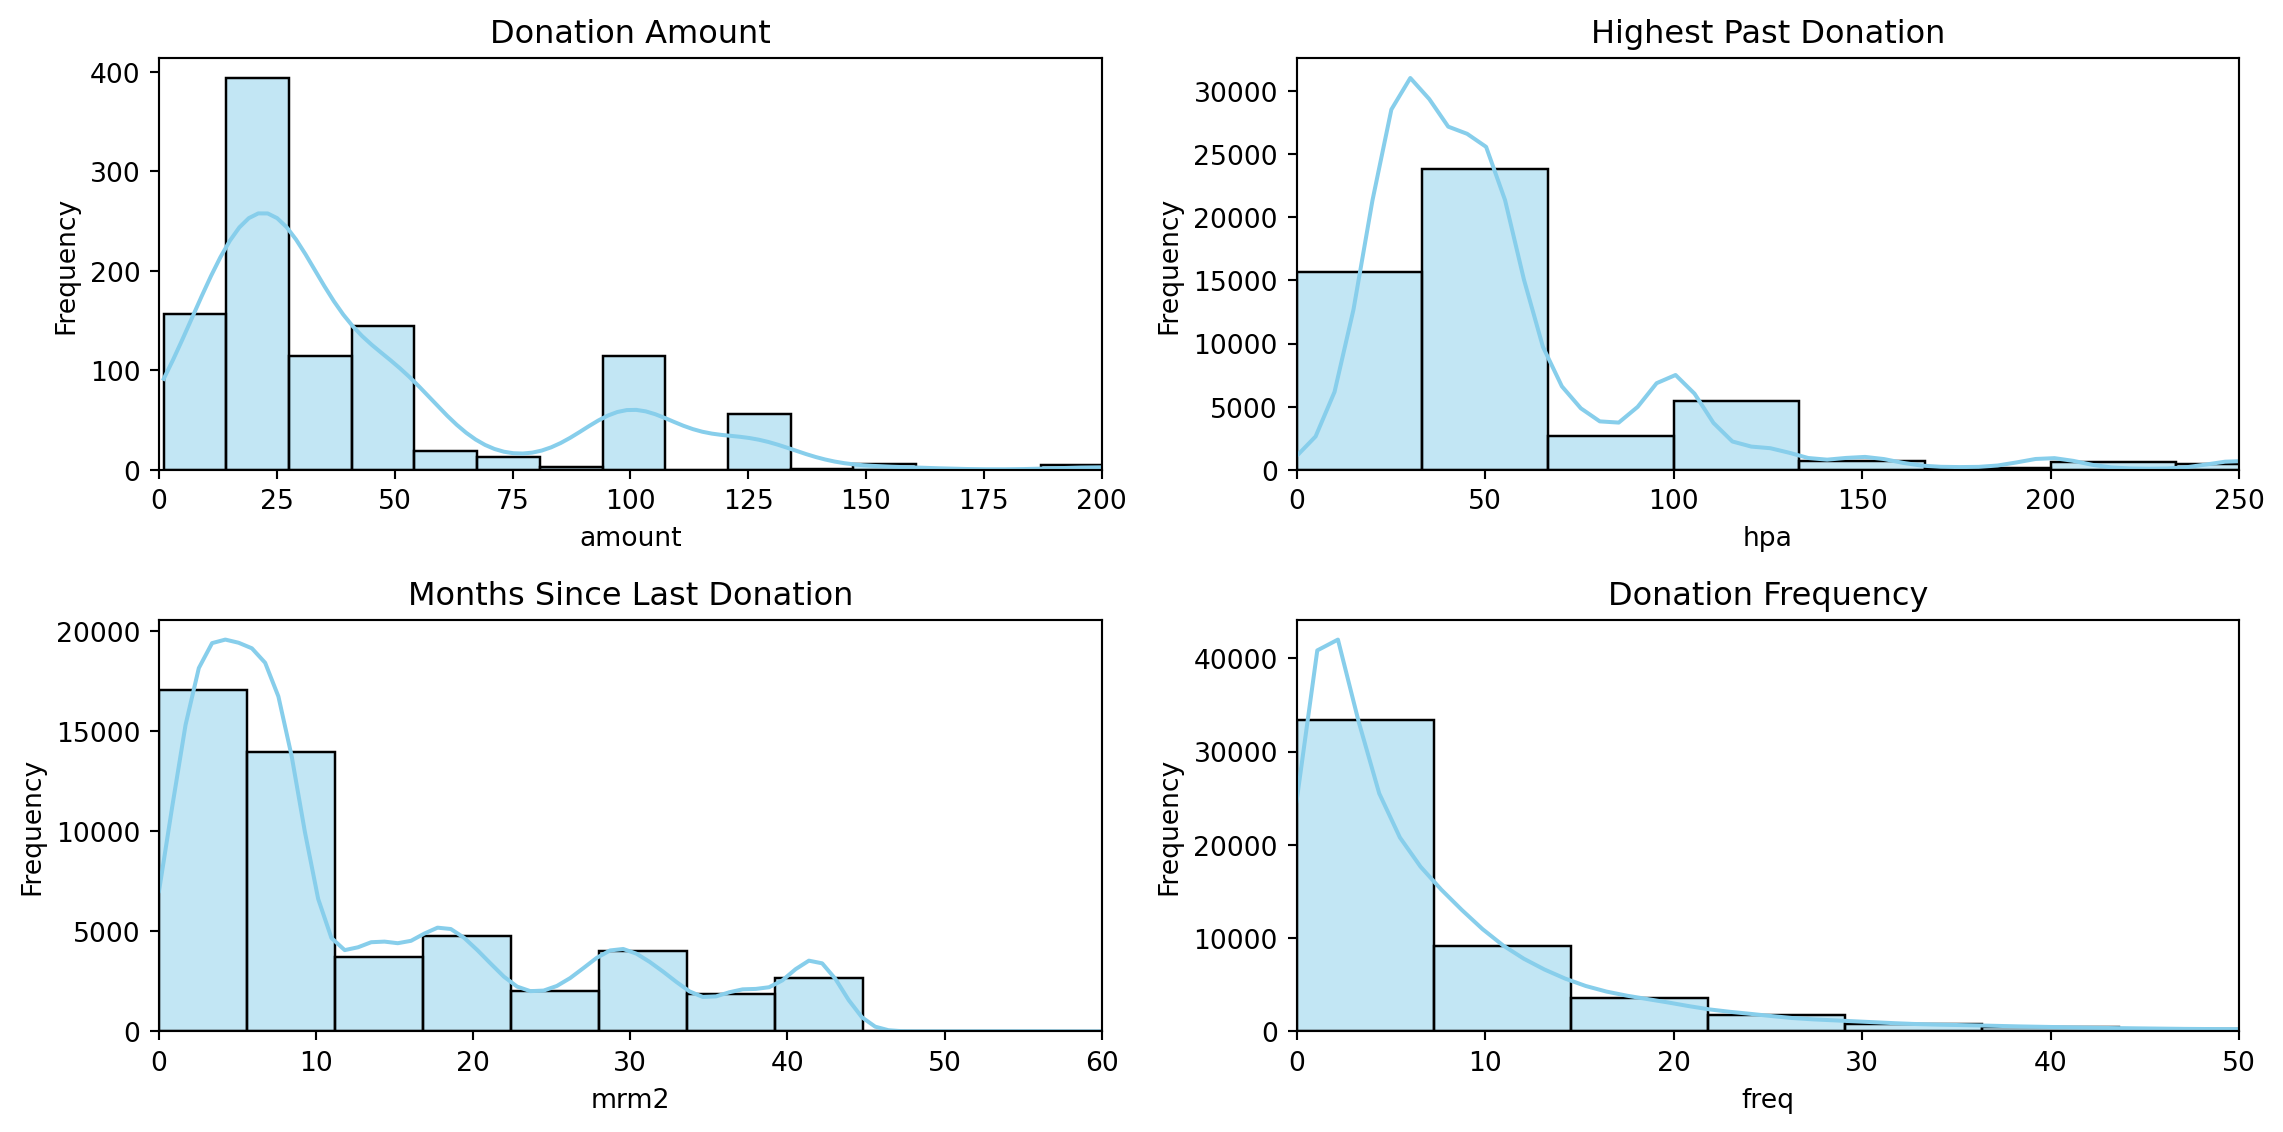 Donation Amount
400
300
200
100
0
Frequency
0 25 50 75 100 125 150 175 200
amount
Highest Past Donation
30000
25000
20000
15000
10000
5000
0
Frequency
0 50 100 150 200 250
hpa
Months Since Last Donation
20000
15000
10000
5000
0
Frequency
0 10 20 30 40 50 60
mrm2
Donation Frequency
40000
30000
20000
10000
0
Frequency
0 10 20 30 40 50
freq